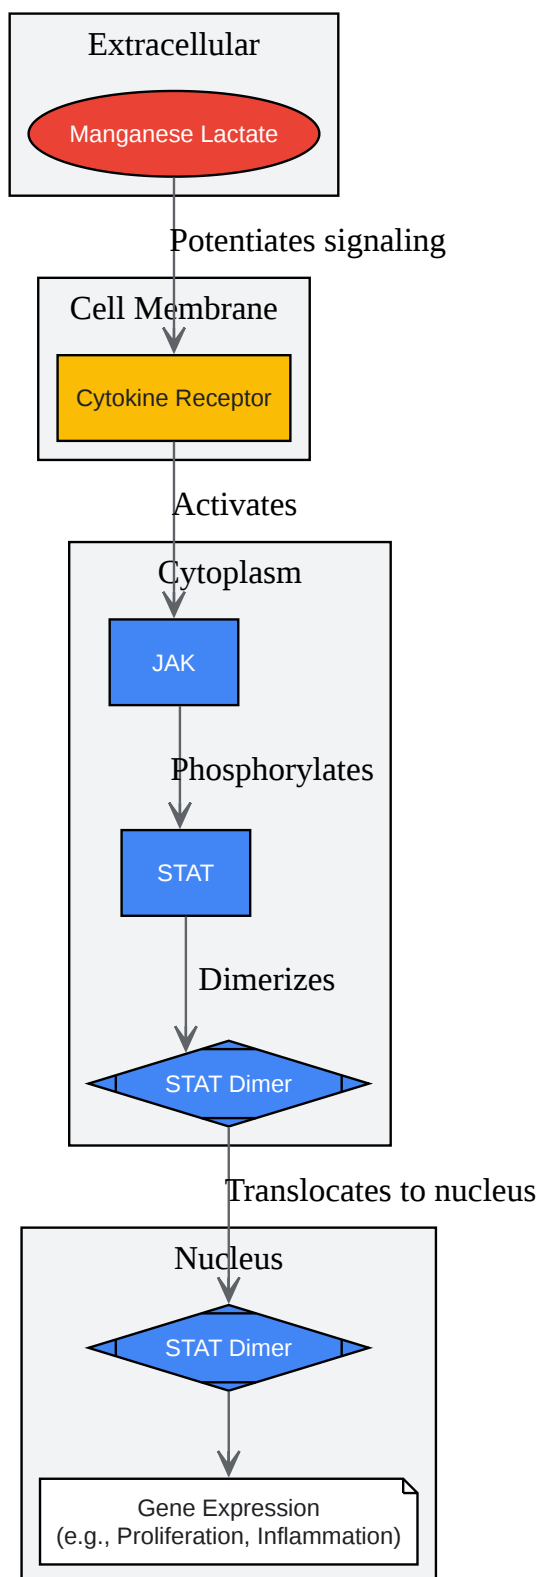 Extracellular
Manganese Lactate
Potentiates signaling
Cell Membrane
Cytokine Receptor
Activates
Cytoplasm
JAK
Phosphorylates
STAT
Dimerizes
STAT Dimer
Translocates to nucleus
Nucleus
STAT Dimer
Gene Expression
(e.g., Proliferation, Inflammation)